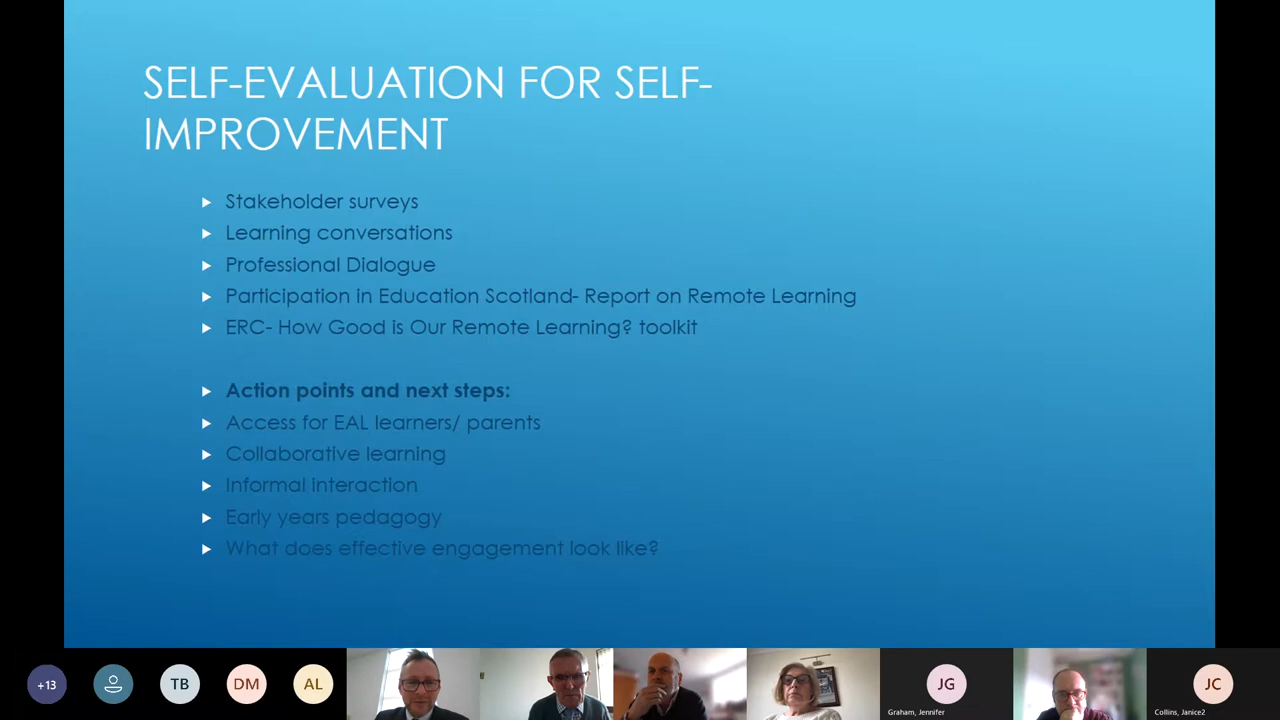 SELF-EVALUATION FOR SELF-
IMPROVEMENT
Stakeholder surveys
Learning conversations
Professional Dialogue
Participation in Education Scotland- Report on Remote Learning
ERC- How Good is Our Remote Learning? toolkit
Action points and next steps:
Access for EAL learners/ parents
Collaborative learning
Informal interaction
Early years pedagogy
What does effective engagement look like?
+13
TB
DM
AL
JG
JC
Graham, Jennifer
Collins, Janice2